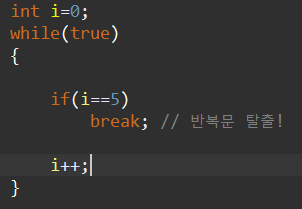 int i=0;
while(true)
{
if(i==5)
break; // 반복문 탈출!
i++;
}